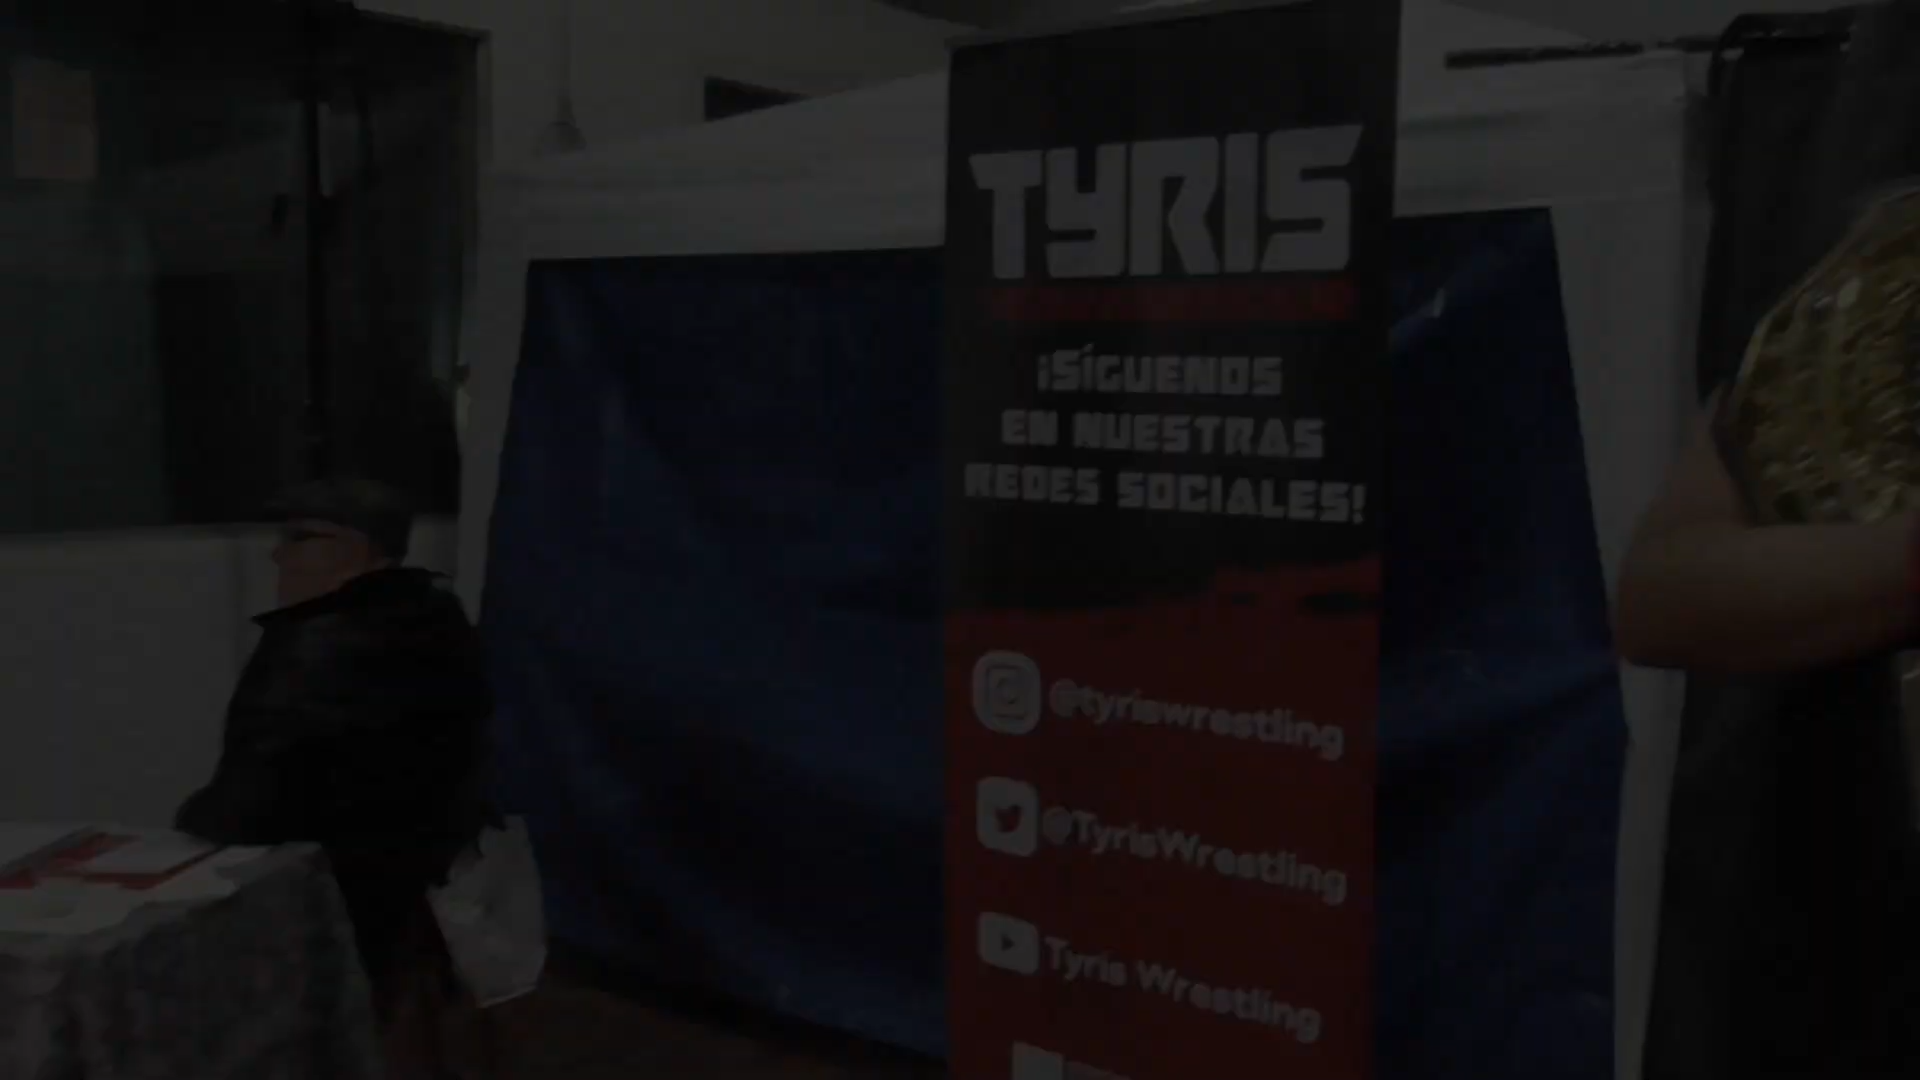 TYRIS
¡SÍGUENOS
EN NUESTRAS
REDES SOCIALES!
@tyriswrestling
@TyrisWrestling
Tyris Wrestling